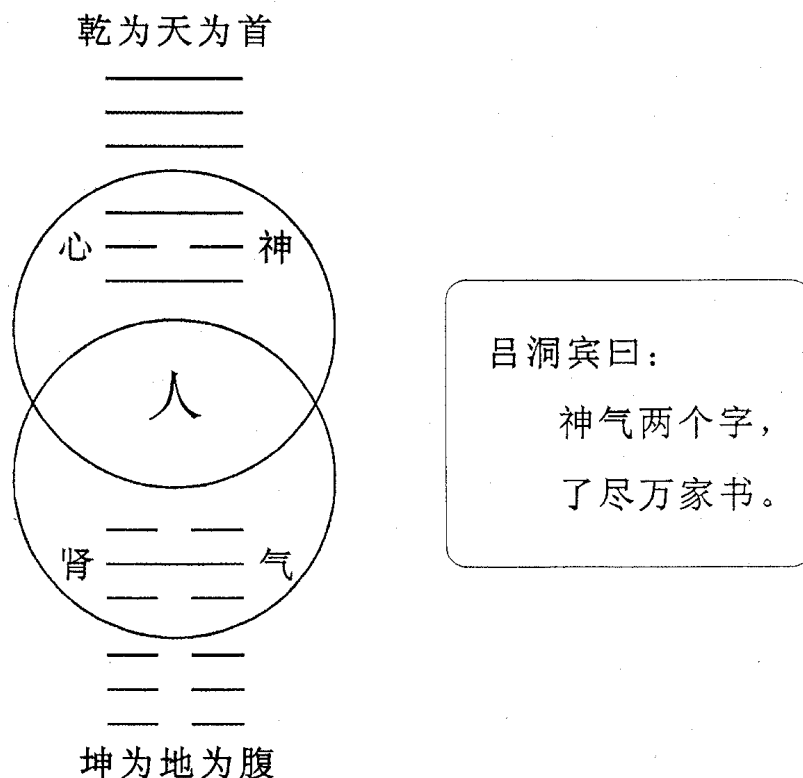 乾为天为首
心 神
人
肾 气
坤为地为腹
吕洞宾曰：
神气两个字，
了尽万家书。